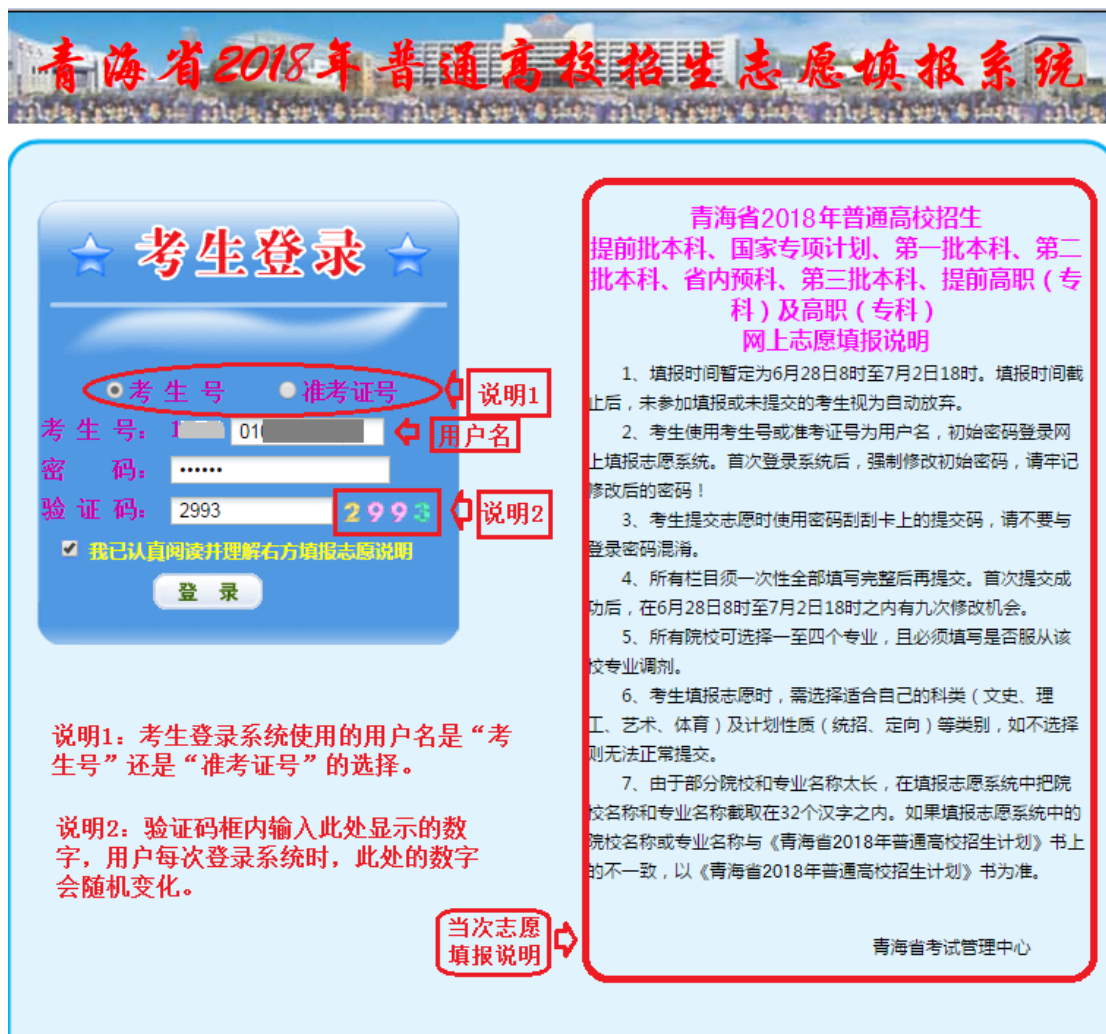 青海省2018年普通高校招生志愿填报系统
考生登录
考生号 准考证号
说明1
考生号： 1 01
用户名
密 码： ••••••
验证码： 2993 2993
说明2
我已认真阅读并理解右方填报志愿说明
登 录
说明1：考生登录系统使用的用户名是“考
生号”还是“准考证号”的选择。
说明2：验证码框内输入此处显示的数
字，用户每次登录系统时，此处的数字
会随机变化。
当次志愿
填报说明
青海省2018年普通高校招生
提前批本科、国家专项计划、第一批本科、第二
批本科、省内预科、第三批本科、提前高职（专
科）及高职（专科）
网上志愿填报说明
1、填报时间暂定为6月28日8时至7月2日18时。填报时间截
止后，未参加填报或未提交的考生视为自动放弃。
2、考生使用考生号或准考证号为用户名，初始密码登录网
上填报志愿系统。首次登录系统后，强制修改初始密码，请牢记
修改后的密码！
3、考生提交志愿时使用密码刮刮卡上的提交码，请不要与
登录密码混淆。
4、所有栏目须一次性全部填写完整后再提交。首次提交成
功后，在6月28日8时至7月2日18时之内有九次修改机会。
5、所有院校可选择一至四个专业，且必须填写是否服从该
校专业调剂。
6、考生填报志愿时，需选择适合自己的科类（文史、理
工、艺术、体育）及计划性质（统招、定向）等类别，如不选择
则无法正常提交。
7、由于部分院校和专业名称太长，在填报志愿系统中把院
校名称和专业名称截取在32个汉字之内。如果填报志愿系统中的
院校名称或专业名称与《青海省2018年普通高校招生计划》书上
的不一致，以《青海省2018年普通高校招生计划》书为准。
青海省考试管理中心